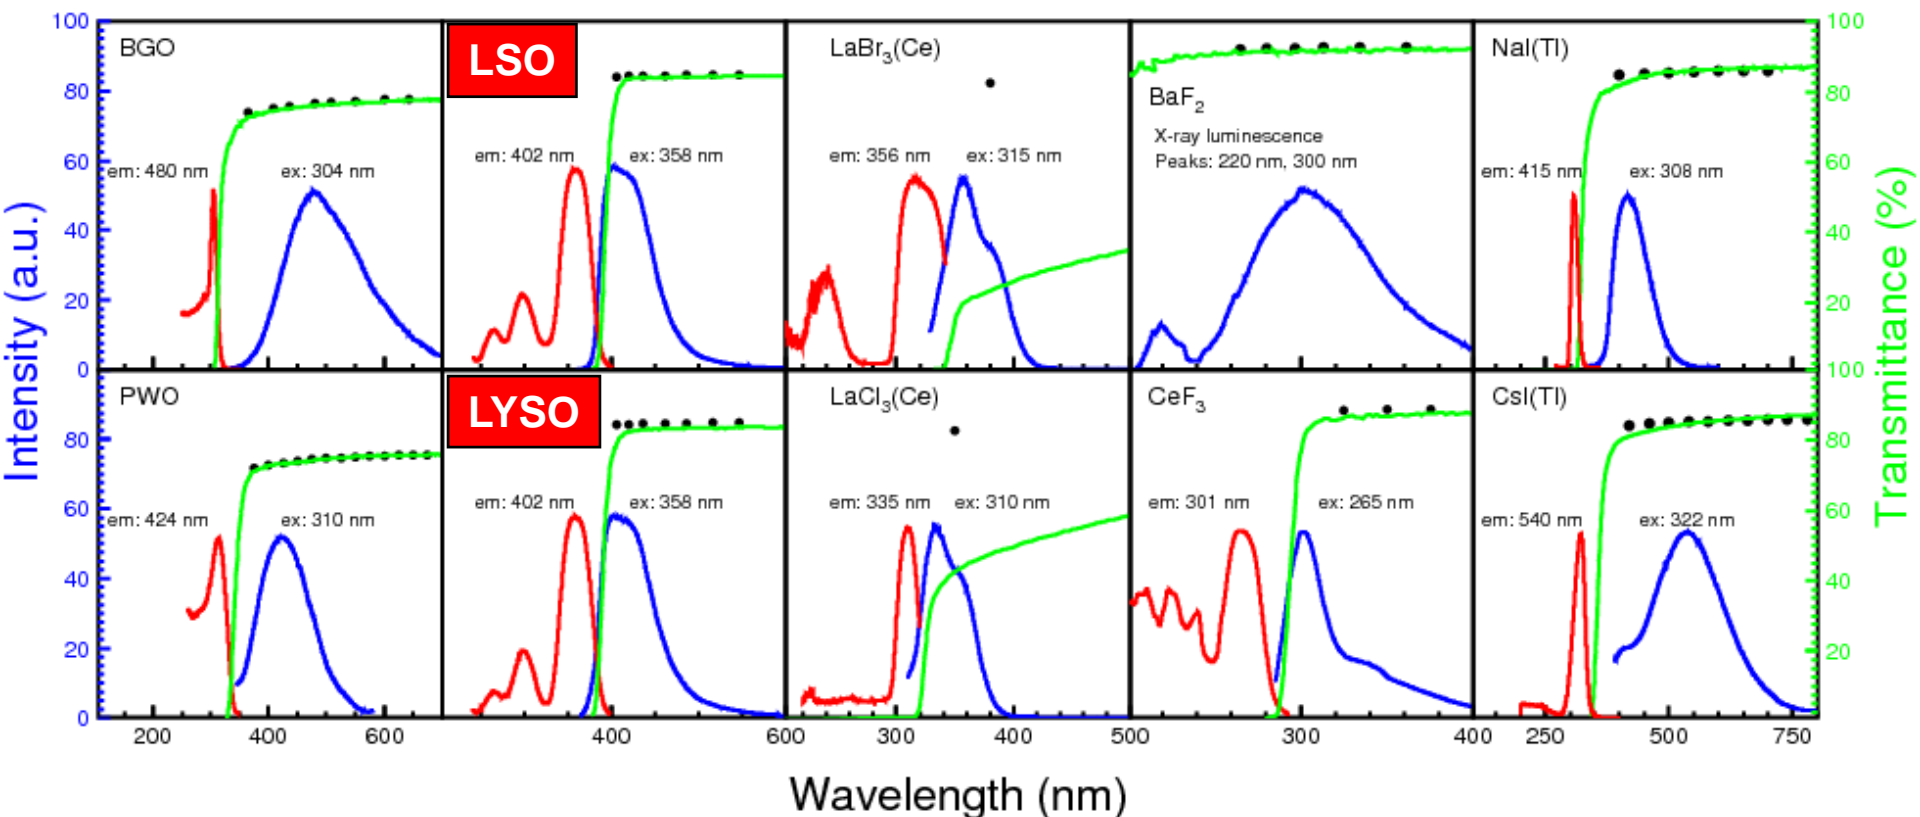 100
80
60
40
20
0
80
60
40
20
0
Intensity (a.u.)
BGO
em: 480 nm
ex: 304 nm
LSO
em: 402 nm
ex: 358 nm
LaBr3(Ce)
em: 356 nm
ex: 315 nm
BaF2
X-ray luminescence
Peaks: 220 nm, 300 nm
NaI(Tl)
em: 415 nm
ex: 308 nm
PWO
em: 424 nm
ex: 310 nm
LYSO
em: 402 nm
ex: 358 nm
LaCl3(Ce)
em: 335 nm
ex: 310 nm
CeF3
em: 301 nm
ex: 265 nm
CsI(Tl)
em: 540 nm
ex: 322 nm
100
80
60
40
20
100
80
60
40
20
Transmittance (%)
200 400 600 400 600 300 400 500 300 400 250 500 750
Wavelength (nm)